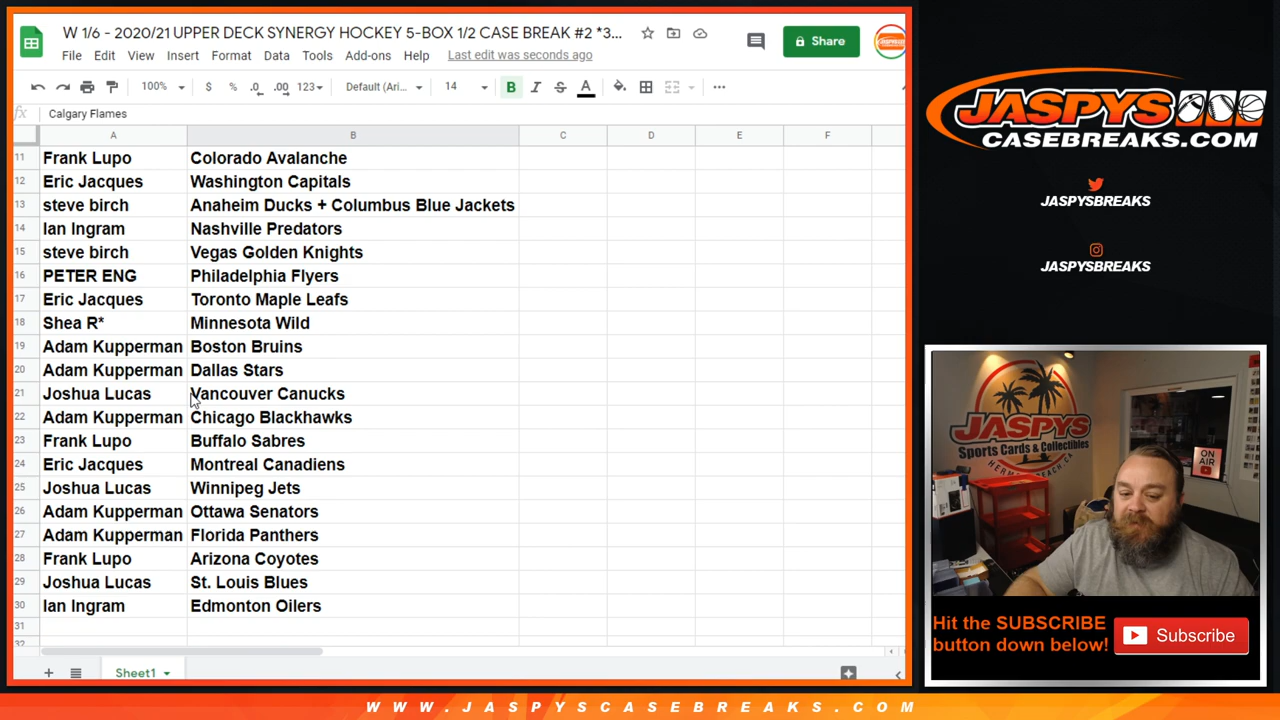 W 1/6 - 2020/21 UPPER DECK SYNERGY HOCKEY 5-BOX 1/2 CASE BREAK #2 *3...
Share
File Edit View Insert Format Data Tools Add-ons Help Last edit was seconds ago
100% $ % .0 .00 123 Default (Ari... 14 B I S A ...
fx Calgary Flames
A B C D E F
11 Frank Lupo Colorado Avalanche
12 Eric Jacques Washington Capitals
13 steve birch Anaheim Ducks + Columbus Blue Jackets
14 Ian Ingram Nashville Predators
15 steve birch Vegas Golden Knights
16 PETER ENG Philadelphia Flyers
17 Eric Jacques Toronto Maple Leafs
18 Shea R* Minnesota Wild
19 Adam Kupperman Boston Bruins
20 Adam Kupperman Dallas Stars
21 Joshua Lucas Vancouver Canucks
22 Adam Kupperman Chicago Blackhawks
23 Frank Lupo Buffalo Sabres
24 Eric Jacques Montreal Canadiens
25 Joshua Lucas Winnipeg Jets
26 Adam Kupperman Ottawa Senators
27 Adam Kupperman Florida Panthers
28 Frank Lupo Arizona Coyotes
29 Joshua Lucas St. Louis Blues
30 Ian Ingram Edmonton Oilers
31
32
Sheet1
JASPYS
CASEBREAKS.COM
JASPYSBREAKS
JASPYSBREAKS
JASPYS
Sports Cards & Collectibles
ON
AIR
Hit the SUBSCRIBE
button down below!
Subscribe
WWW.JASPYSCASEBREAKS.COM